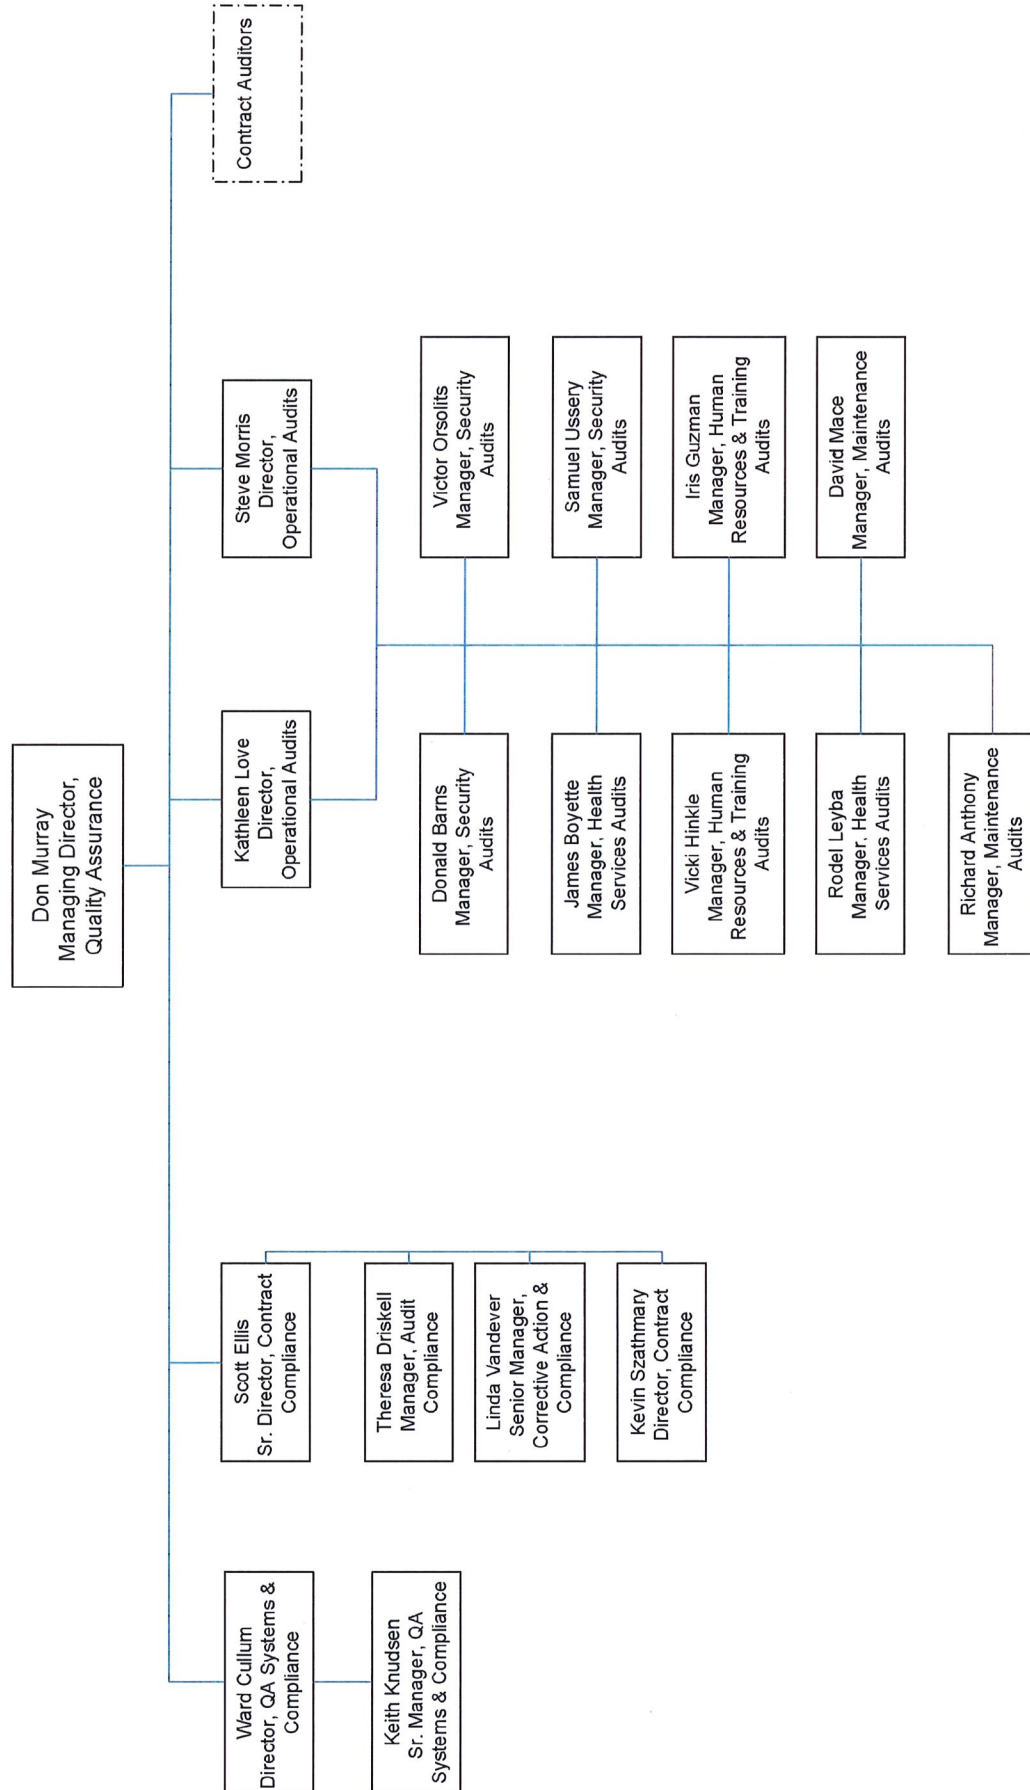 Don Murray
Managing Director,
Quality Assurance
Ward Cullum
Director, QA Systems &
Compliance
Keith Knudsen
Sr. Manager, QA
Systems & Compliance
Scott Ellis
Sr. Director, Contract
Compliance
Theresa Driskell
Manager, Audit
Compliance
Linda Vandever
Senior Manager,
Corrective Action &
Compliance
Kevin Szathmary
Director, Contract
Compliance
Kathleen Love
Director,
Operational Audits
Steve Morris
Director,
Operational Audits
Donald Barns
Manager, Security
Audits
Victor Orsolits
Manager, Security
Audits
James Boyette
Manager, Health
Services Audits
Samuel Ussery
Manager, Security
Audits
Vicki Hinkle
Manager, Human
Resources & Training
Audits
Iris Guzman
Manager, Human
Resources & Training
Audits
Rodel Leyba
Manager, Health
Services Audits
David Mace
Manager, Maintenance
Audits
Richard Anthony
Manager, Maintenance
Audits
Contract Auditors